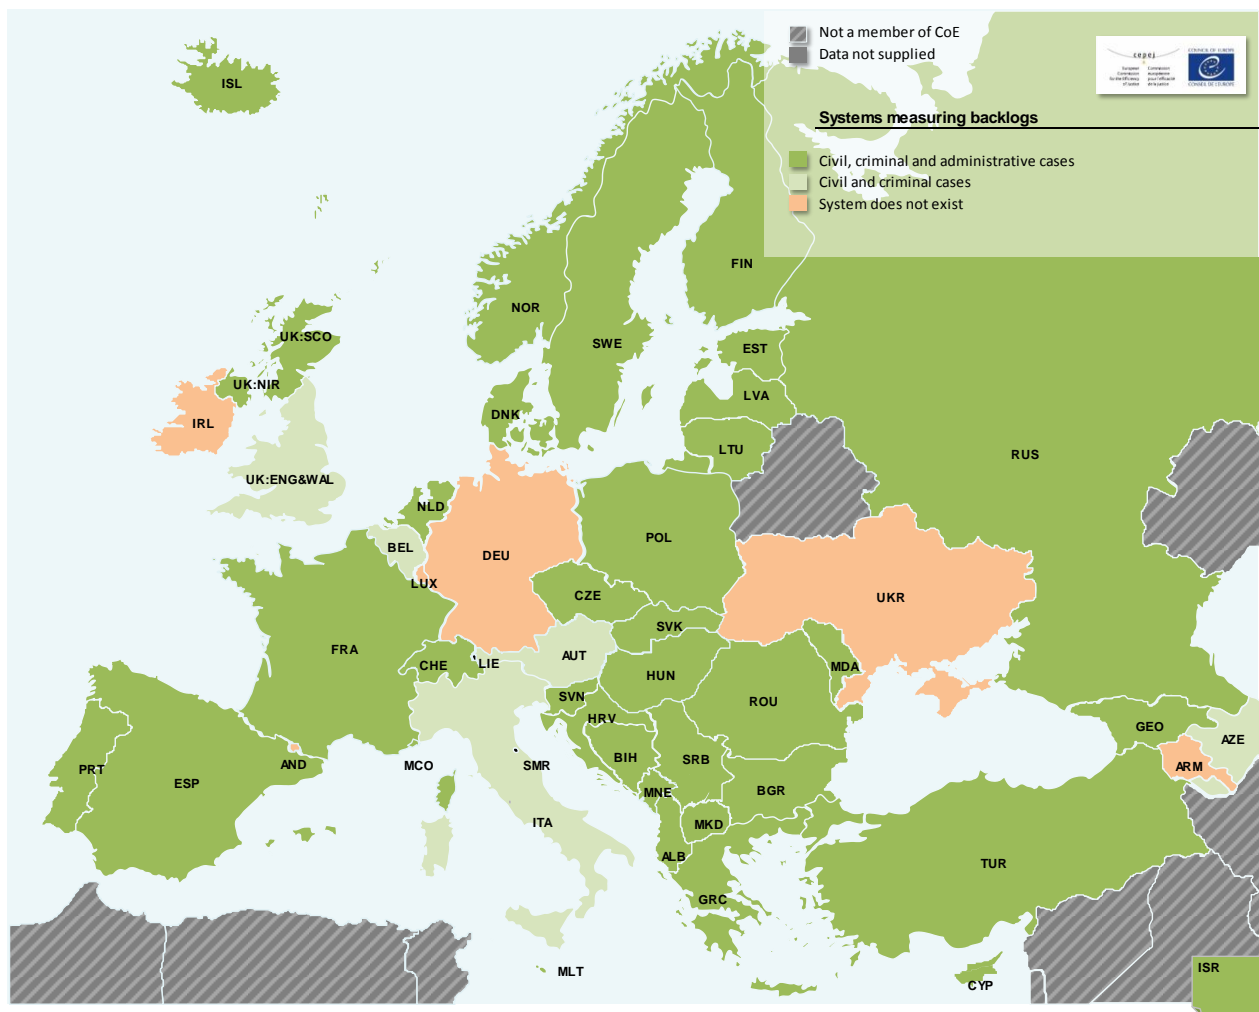 Not a member of CoE
Data not supplied
cepej
CONSEIL DE L'EUROPE
Systems measuring backlogs
Civil, criminal and administrative cases
Civil and criminal cases
System does not exist
ISL
FIN
NOR
UK:SCO
SWE
EST
UK:NIR
LVA
DNK
IRL
LTU
RUS
UK:ENG&WAL
NLD
POL
BEL
DEU
LUX
CZE
UKR
SVK
FRA
AUT
CHE
LIE
MDA
HUN
SVN
ROU
HRV
GEO
AZE
BIH
SRB
AND
MCO
SMR
ARM
PRT
ESP
MNE
BGR
ITA
MKD
ALB
TUR
GRC
MLT
ISR
CYP